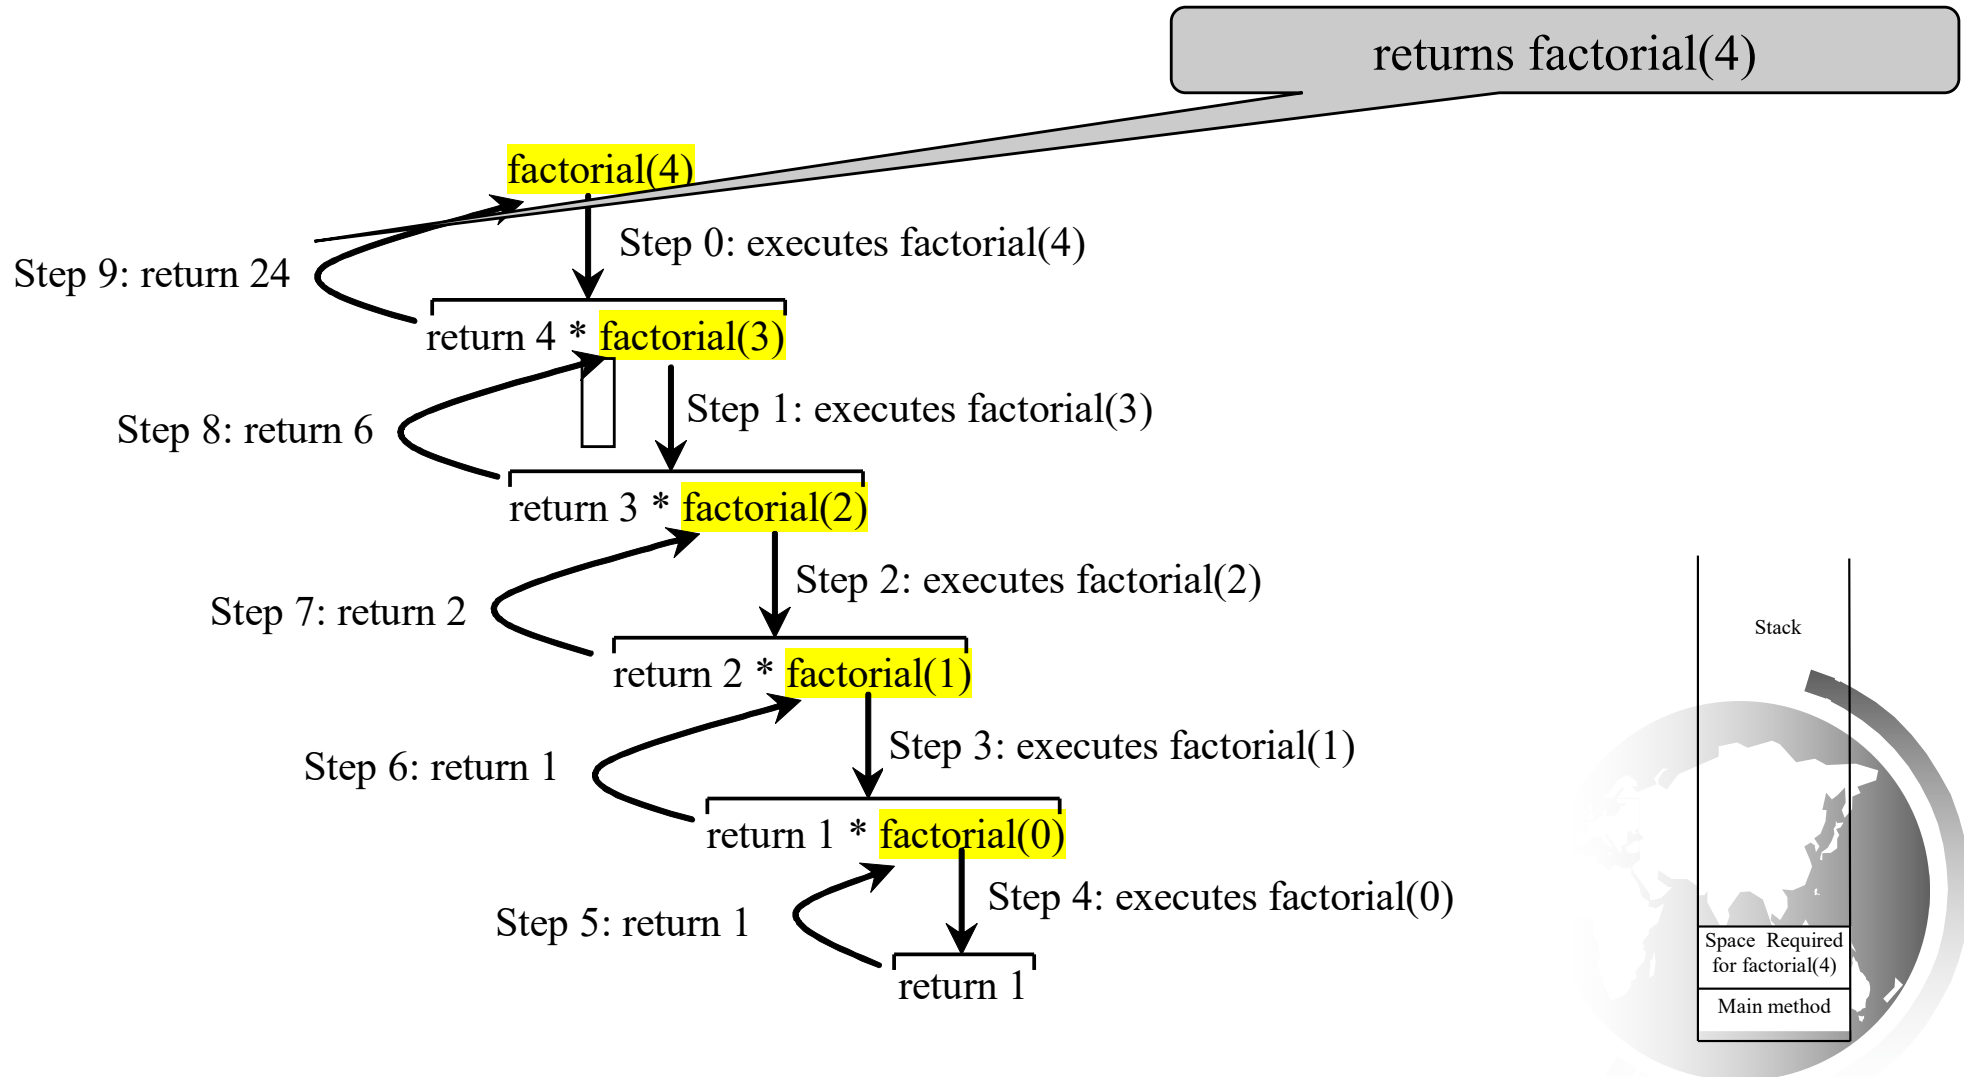 returns factorial(4)
factorial(4)
Step 0: executes factorial(4)
Step 9: return 24
return 4 * factorial(3)
Step 1: executes factorial(3)
Step 8: return 6
return 3 * factorial(2)
Step 2: executes factorial(2)
Step 7: return 2
return 2 * factorial(1)
Step 3: executes factorial(1)
Step 6: return 1
return 1 * factorial(0)
Step 4: executes factorial(0)
Step 5: return 1
return 1
Stack
Space Required
for factorial(4)
Main method